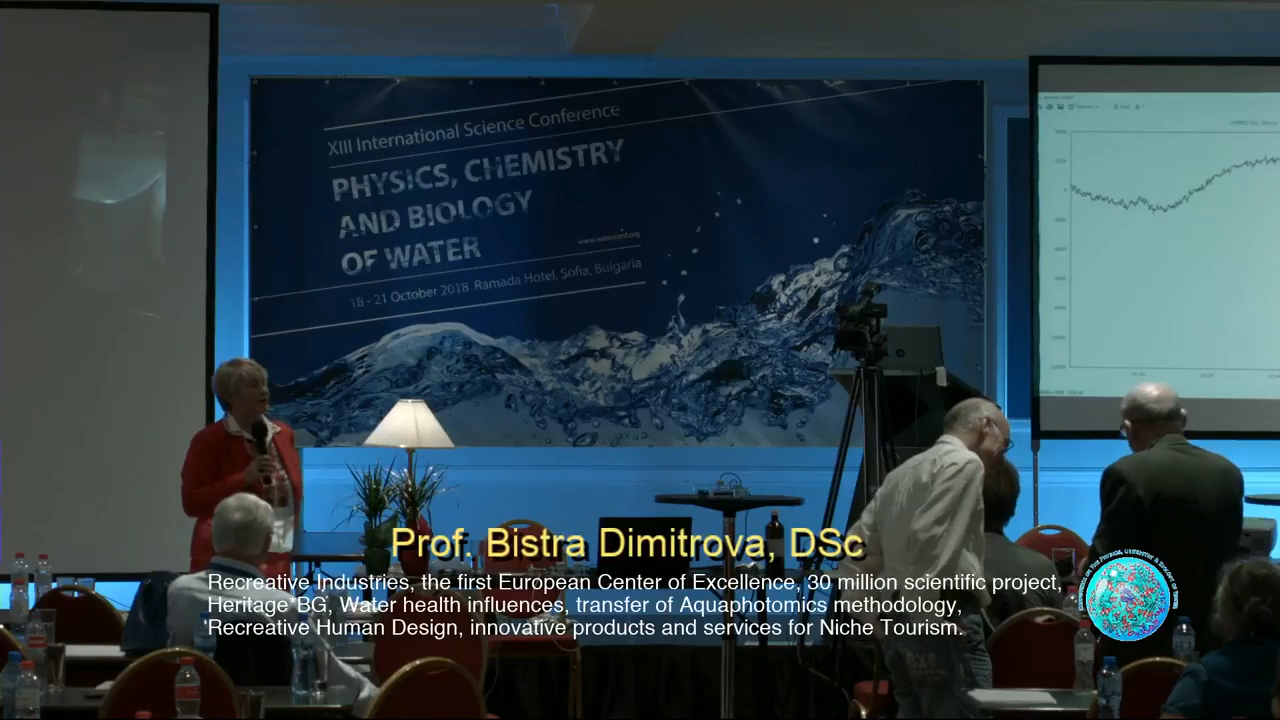 XIII International Science Conference
PHYSICS, CHEMISTRY
AND BIOLOGY
OF WATER
www.waterconf.org
18 - 21 October 2018 Ramada Hotel, Sofia, Bulgaria
Prof. Bistra Dimitrova, DSc
Recreative Industries, the first European Center of Excellence, 30 million scientific project,
Heritage*BG, Water health influences, transfer of Aquaphotomics methodology,
'Recreative Human Design, innovative products and services for Niche Tourism.